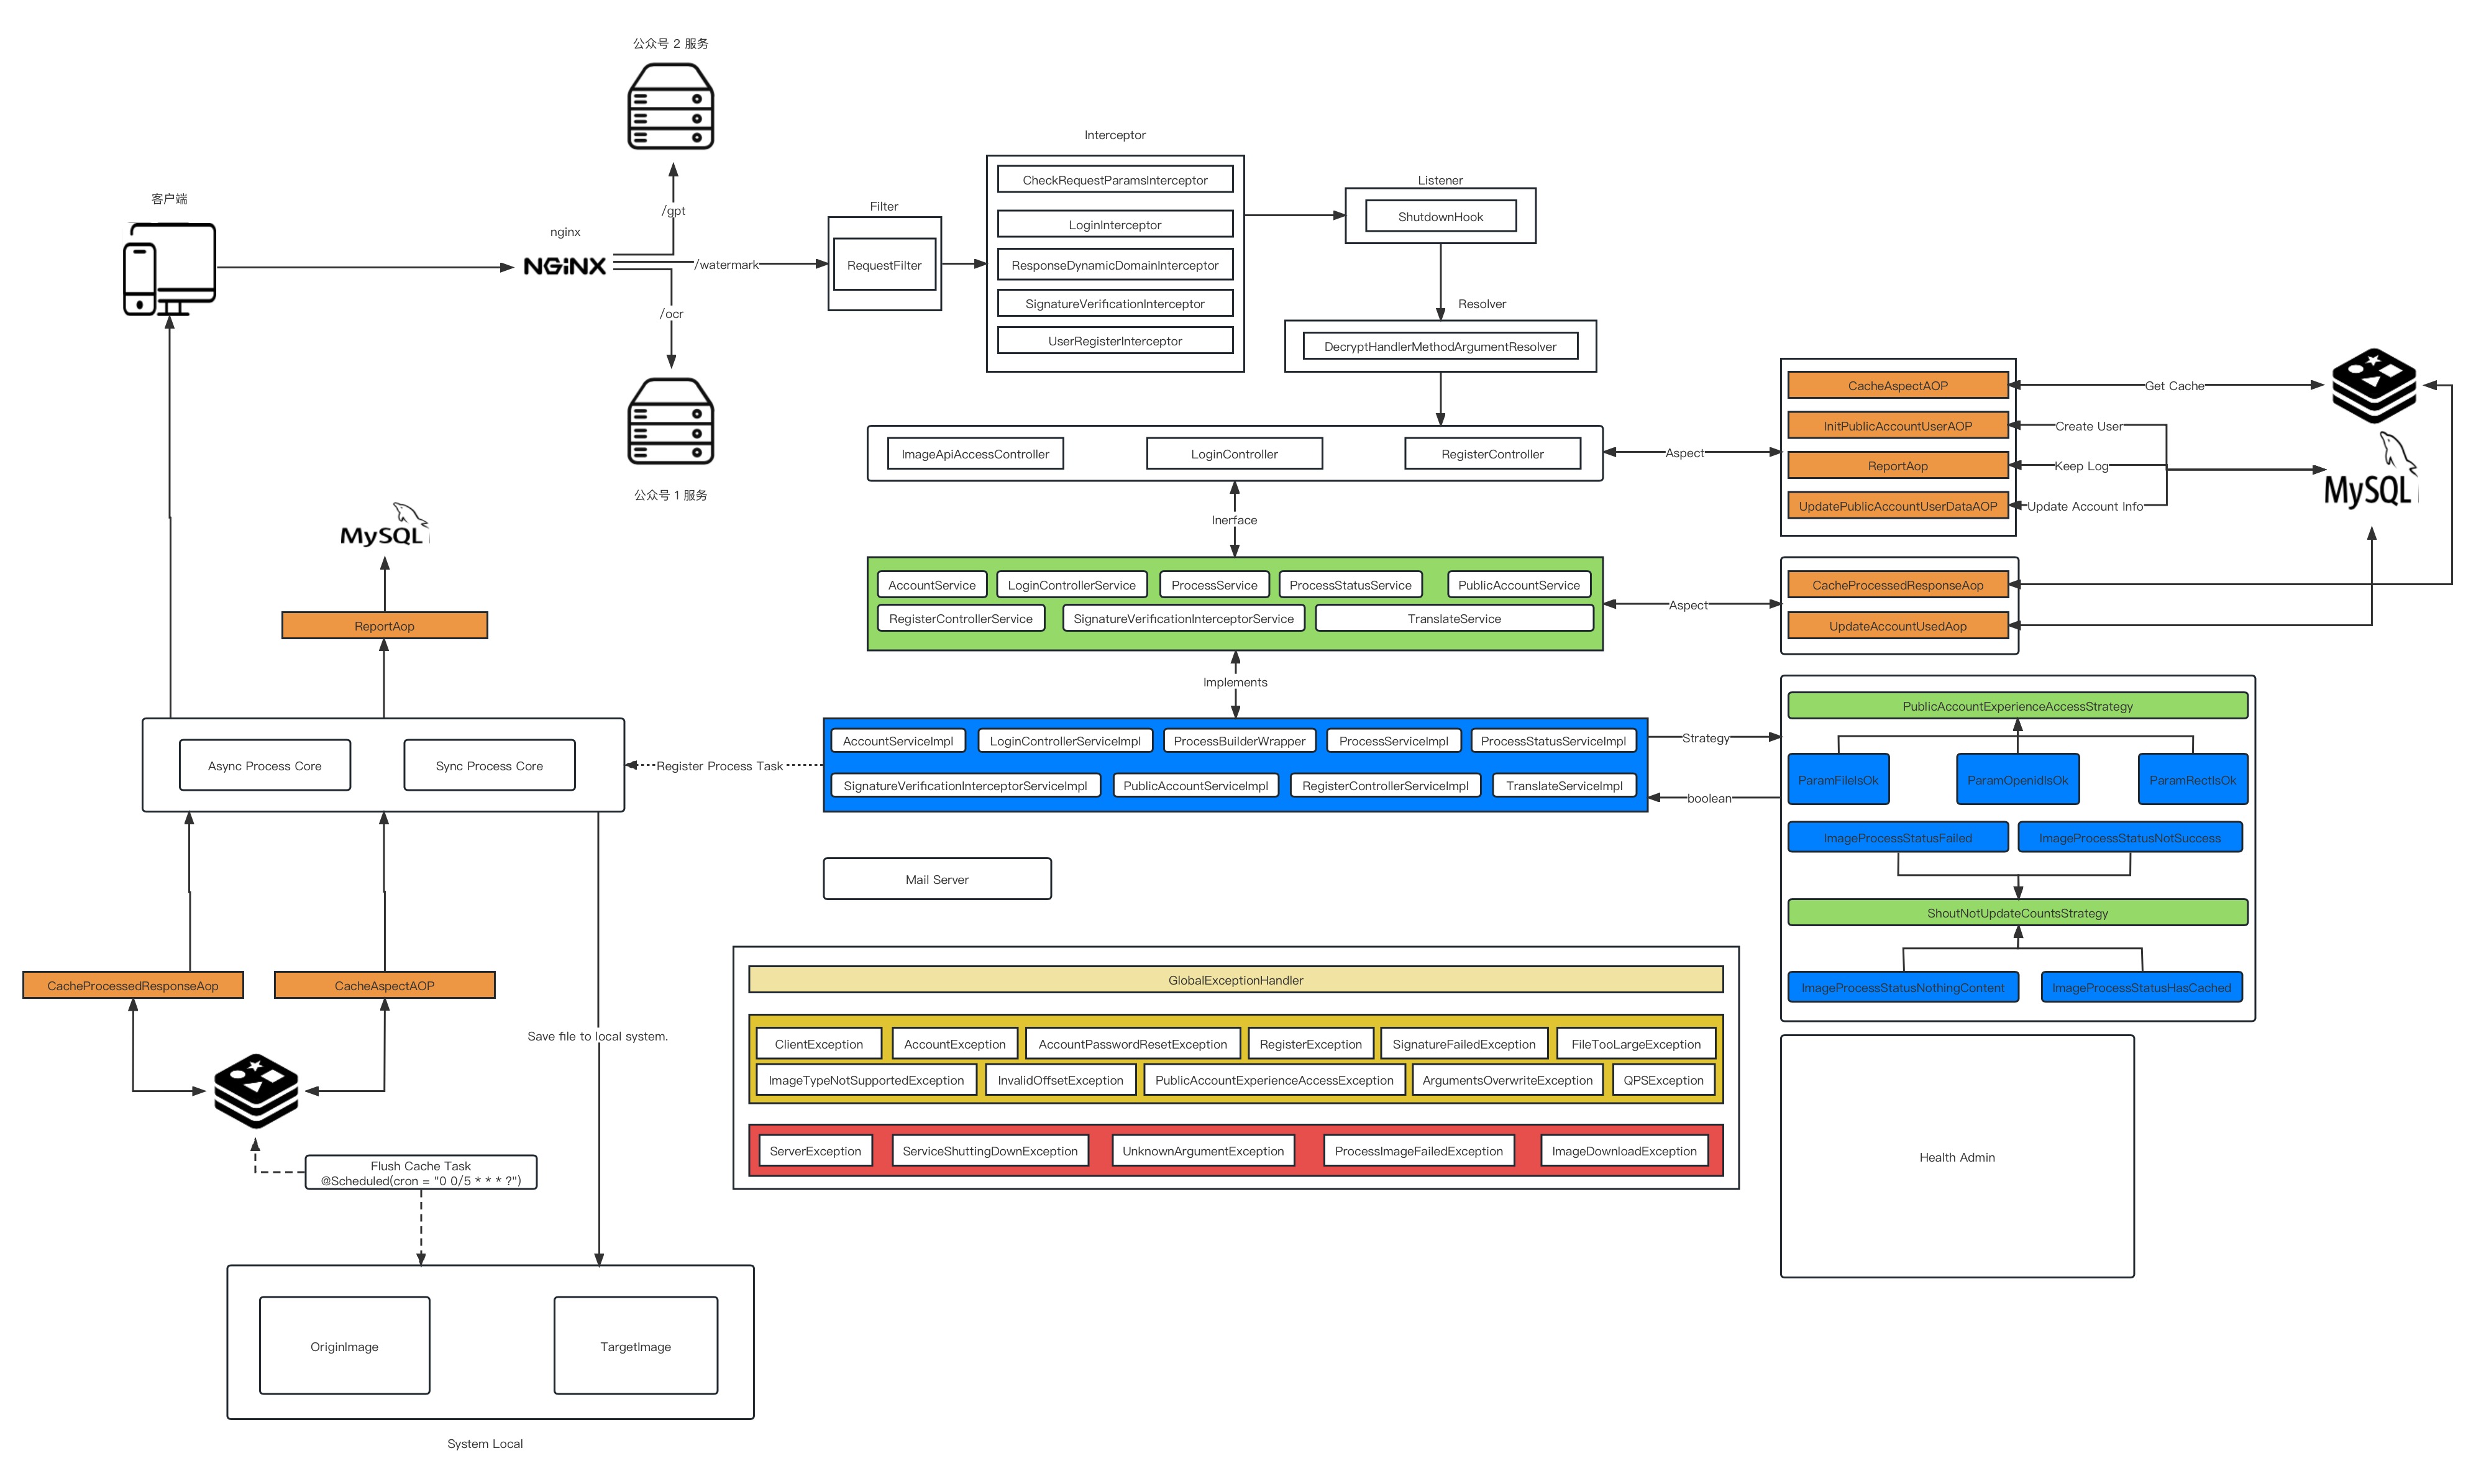 公众号 2 服务
客户端
nginx
NGiNX
/gpt
/watermark
/ocr
公众号 1 服务
Filter
RequestFilter
Interceptor
CheckRequestParamsInterceptor
LoginInterceptor
ResponseDynamicDomainInterceptor
SignatureVerificationInterceptor
UserRegisterInterceptor
Listener
ShutdownHook
Resolver
DecryptHandlerMethodArgumentResolver
ImageApiAccessController
LoginController
RegisterController
Aspect
CacheAspectAOP
InitPublicAccountUserAOP
ReportAop
UpdatePublicAccountUserDataAOP
Get Cache
Create User
Keep Log
Update Account Info
MySQL
Inerface
AccountService
LoginControllerService
ProcessService
ProcessStatusService
PublicAccountService
RegisterControllerService
SignatureVerificationInterceptorService
TranslateService
Aspect
CacheProcessedResponseAop
UpdateAccountUsedAop
Implements
AccountServiceImpl
LoginControllerServiceImpl
ProcessBuilderWrapper
ProcessServiceImpl
ProcessStatusServiceImpl
SignatureVerificationInterceptorServiceImpl
PublicAccountServiceImpl
RegisterControllerServiceImpl
TranslateServiceImpl
Strategy
boolean
PublicAccountExperienceAccessStrategy
ParamFileIsOk
ParamOpenidIsOk
ParamRectIsOk
ImageProcessStatusFailed
ImageProcessStatusNotSuccess
ShoutNotUpdateCountsStrategy
ImageProcessStatusNothingContent
ImageProcessStatusHasCached
Health Admin
Register Process Task
MySQL
ReportAop
Async Process Core
Sync Process Core
CacheProcessedResponseAop
CacheAspectAOP
Save file to local system.
Flush Cache Task
@Scheduled(cron = "0 0/5 * * * ?")
OriginImage
TargetImage
System Local
Mail Server
GlobalExceptionHandler
ClientException
AccountException
AccountPasswordResetException
RegisterException
SignatureFailedException
FileTooLargeException
ImageTypeNotSupportedException
InvalidOffsetException
PublicAccountExperienceAccessException
ArgumentsOverwriteException
QPSException
ServerException
ServiceShuttingDownException
UnknownArgumentException
ProcessImageFailedException
ImageDownloadException